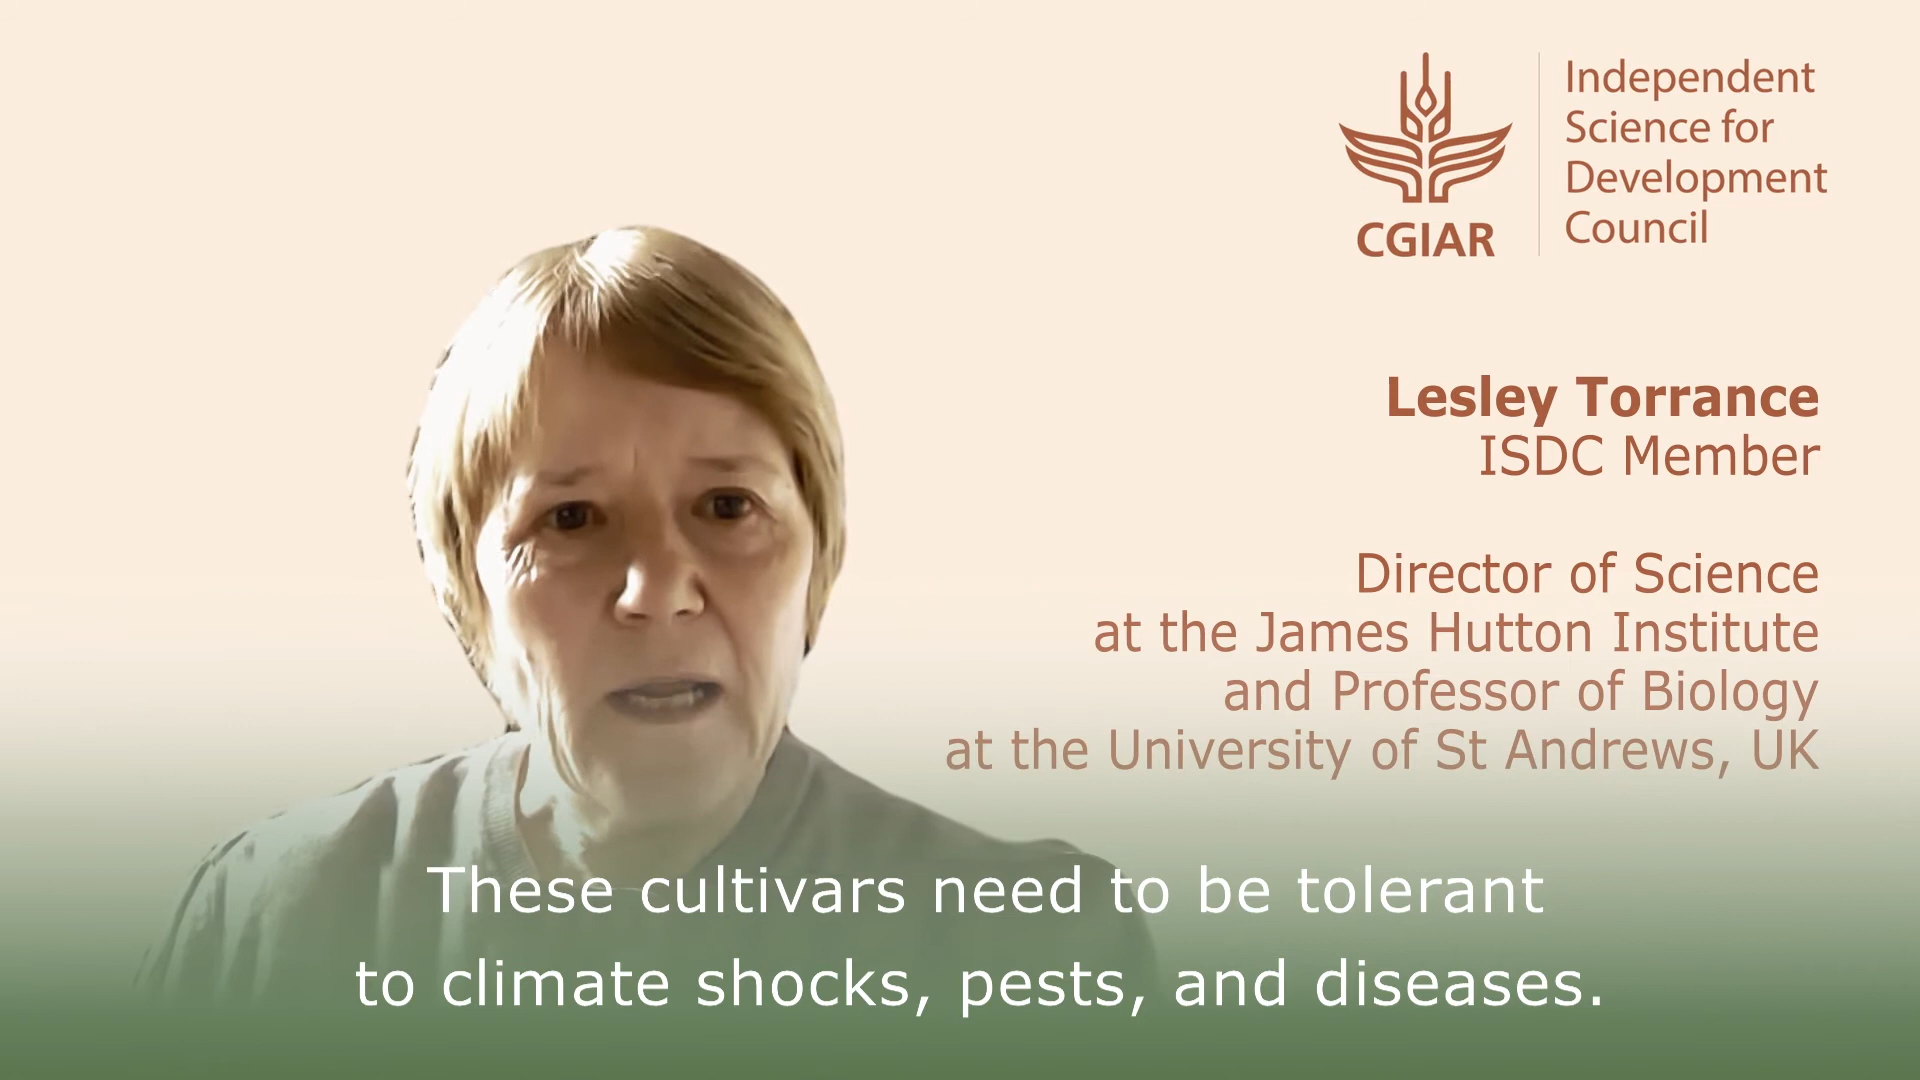 CGIAR
Independent
Science for
Development
Council
Lesley Torrance
ISDC Member
Director of Science
at the James Hutton Institute
and Professor of Biology
at the University of St Andrews, UK
These cultivars need to be tolerant
to climate shocks, pests, and diseases.